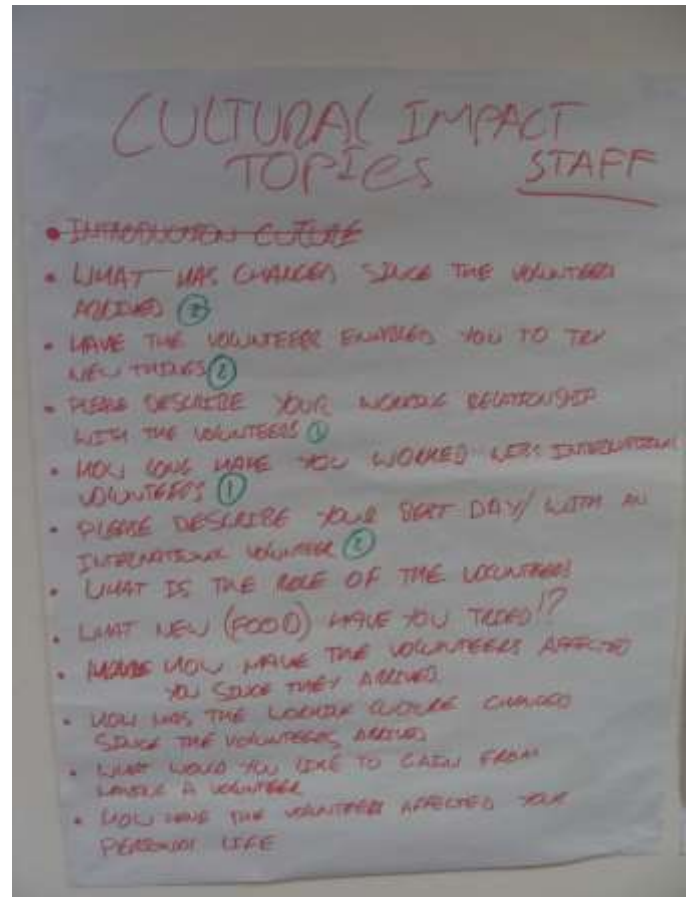 CULTURAL IMPACT
TOPICS STAFF
• INTRODUCTION CULTURE
• WHAT HAS CHANGED SINCE THE VOLUNTEERS
ARRIVED
• HAVE THE VOLUNTEERS ENABLED YOU TO TRY
NEW THINGS 2
• PLEASE DESCRIBE YOUR WORKING RELATIONSHIP
WITH THE VOLUNTEERS 1
• HOW LONG HAVE YOU WORKED WITH INTERNATIONAL
VOLUNTEERS 1
• PLEASE DESCRIBE YOUR BEST DAY/ WITH AN
INTERNATIONAL VOLUNTEER 2
• WHAT IS THE ROLE OF THE VOLUNTEERS
• WHAT NEW (FOOD) HAVE YOU TRIED!?
• HOW HAVE THE VOLUNTEERS AFFECTED
YOU SINCE THEY ARRIVED
• HOW HAS THE WORKING CULTURE CHANGED
SINCE THE VOLUNTEERS ARRIVED
• WHAT WOULD YOU LIKE TO GAIN FROM
HAVING A VOLUNTEER
• HOW HAVE THE VOLUNTEERS AFFECTED YOUR
PERSONAL LIFE